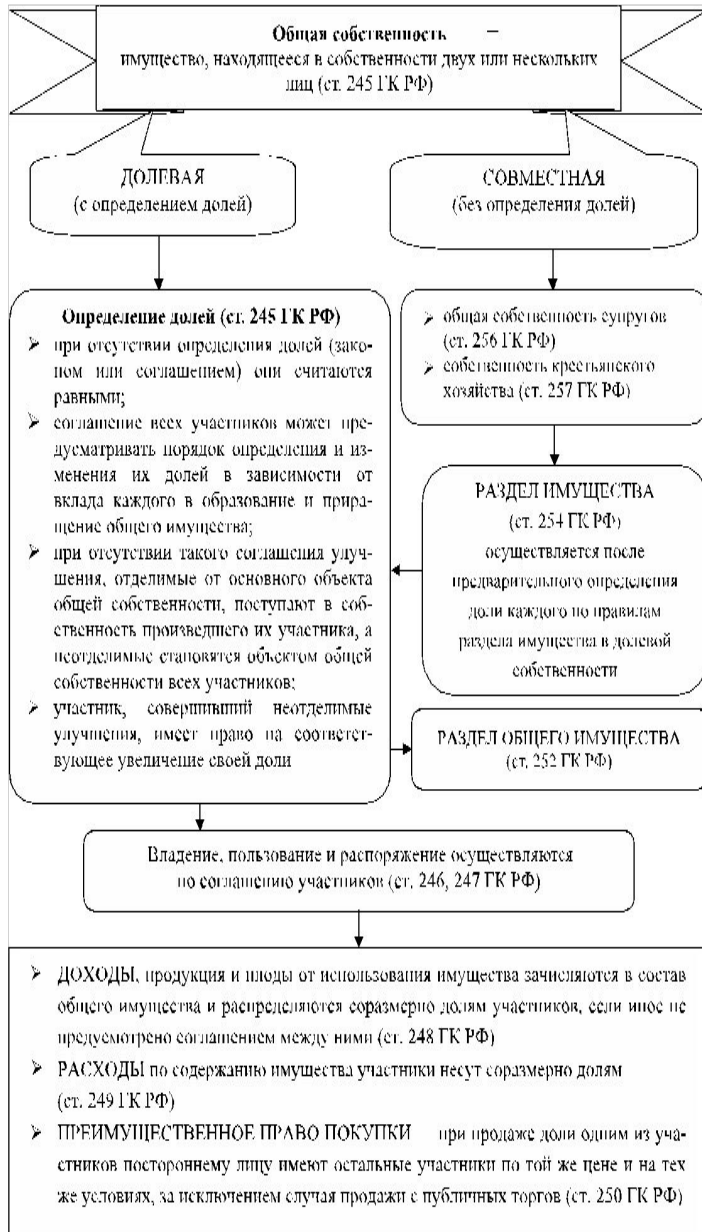 Общая собственность –
имущество, находящееся в собственности двух или нескольких
лиц (ст. 245 ГК РФ)
ДОЛЕВАЯ
(с определением долей)
СОВМЕСТНАЯ
(без определения долей)
Определение долей (ст. 245 ГК РФ)
➢ при отсутствии определения долей (зако-
ном или соглашением) они считаются
равными;
➢ соглашение всех участников может пре-
дусматривать порядок определения и из-
менения их долей в зависимости от
вклада каждого в образование и прира-
щение общего имущества;
➢ при отсутствии такого соглашения улуч-
шения, отделимые от основного объекта
общей собственности, поступают в соб-
ственность произведшего их участника, а
неотделимые становятся объектом общей
собственности всех участников;
➢ участник, совершивший неотделимые
улучшения, имеет право на соответст-
вующее увеличение своей доли
➢ общая собственность супругов
(ст. 256 ГК РФ)
➢ собственность крестьянского
хозяйства (ст. 257 ГК РФ)
РАЗДЕЛ ИМУЩЕСТВА
(ст. 254 ГК РФ)
осуществляется после
предварительного определения
доли каждого по правилам
раздела имущества в долевой
собственности
РАЗДЕЛ ОБЩЕГО ИМУЩЕСТВА
(ст. 252 ГК РФ)
Владение, пользование и распоряжение осуществляются
по соглашению участников (ст. 246, 247 ГК РФ)
➢ ДОХОДЫ, продукция и плоды от использования имущества зачисляются в состав
общего имущества и распределяются соразмерно долям участников, если иное не
предусмотрено соглашением между ними (ст. 248 ГК РФ)
➢ РАСХОДЫ по содержанию имущества участники несут соразмерно долям
(ст. 249 ГК РФ)
➢ ПРЕИМУЩЕСТВЕННОЕ ПРАВО ПОКУПКИ при продаже доли одним из уча-
стников постороннему лицу имеют остальные участники по той же цене и на тех
же условиях, за исключением случая продажи с публичных торгов (ст. 250 ГК РФ)